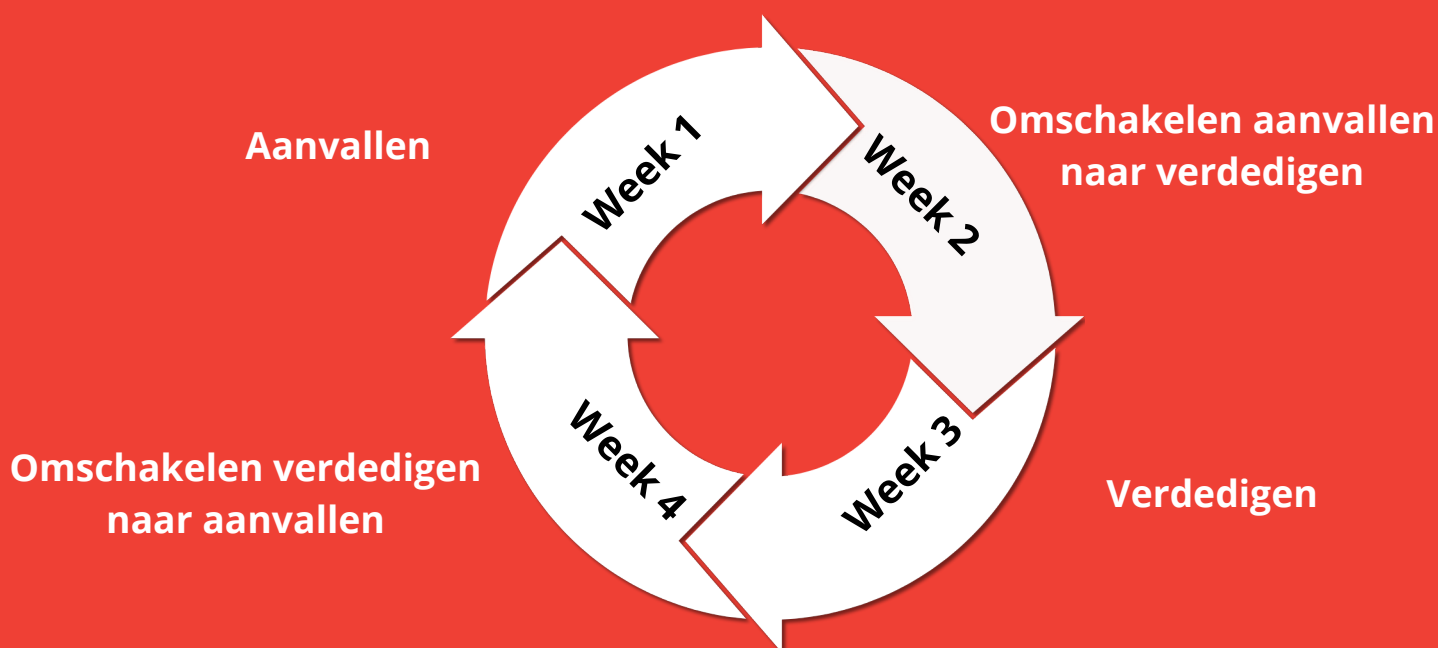 Aanvallen
Week 1
Omschakelen aanvallen
naar verdedigen
Week 2
Week 3
Verdedigen
Week 4
Omschakelen verdedigen
naar aanvallen